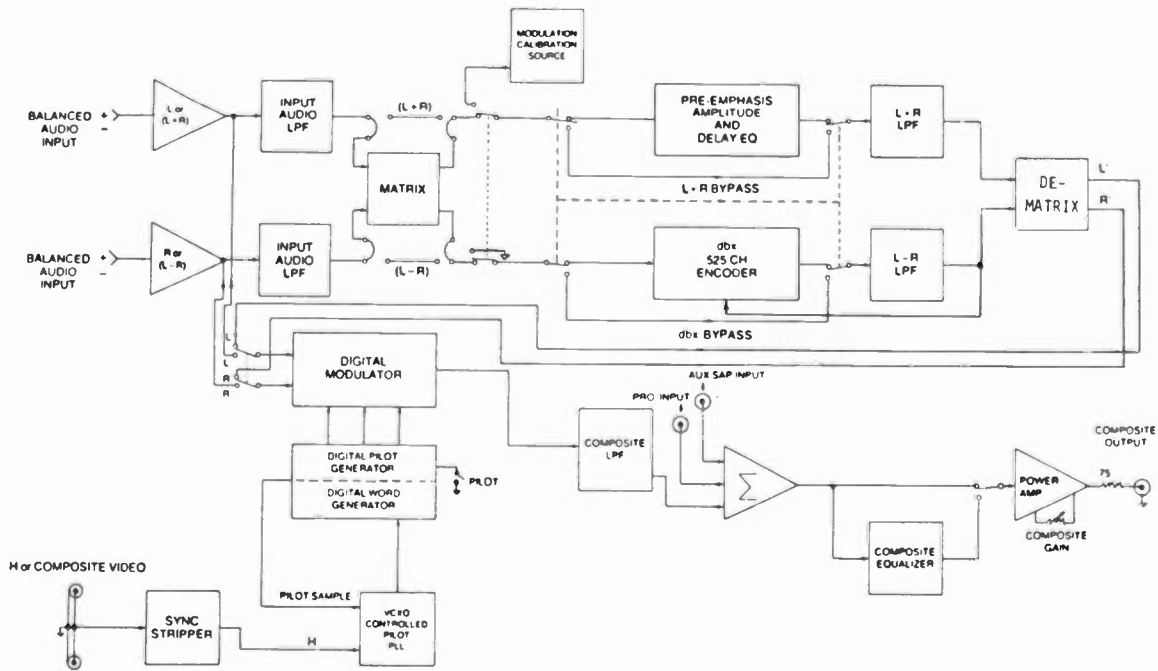 MODULATION
CALIBRATION
SOURCE
BALANCED
AUDIO
INPUT
+
−
L or
(L + R)
INPUT
AUDIO
LPF
(L + R)
PRE-EMPHASIS
AMPLITUDE
AND
DELAY EQ
L + R
LPF
MATRIX
L + R BYPASS
DE-
MATRIX
L'
R'
BALANCED
AUDIO
INPUT
+
−
R or
(L − R)
INPUT
AUDIO
LPF
(L − R)
dbx
525 CH
ENCODER
L − R
LPF
dbx BYPASS
L
L
R
R
DIGITAL
MODULATOR
AUX SAP INPUT
PRO INPUT
COMPOSITE
LPF
Σ
COMPOSITE
OUTPUT
75
POWER
AMP
COMPOSITE
GAIN
COMPOSITE
EQUALIZER
DIGITAL PILOT
GENERATOR
DIGITAL WORD
GENERATOR
PILOT
H or COMPOSITE VIDEO
SYNC
STRIPPER
PILOT SAMPLE
H
VCXO
CONTROLLED
PILOT
PLL